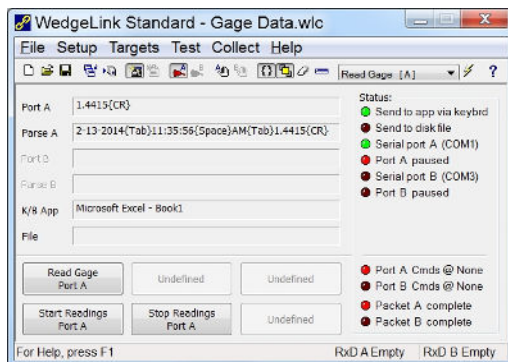 WedgeLink Standard - Gage Data.wlc
File Setup Targets Test Collect Help
Read Gage [A]
Port A 1.4415{CR}
Parse A 2-13-2014{Tab}11:35:56{Space}AM{Tab}1.4415{CR}
Port B
Parse B
K/B App Microsoft Excel - Book1
File
Status:
Send to app via keybrd
Send to disk file
Serial port A (COM1)
Port A paused
Serial port B (COM3)
Port B paused
Read Gage
Port A
Undefined
Undefined
Start Readings
Port A
Stop Readings
Port A
Undefined
Port A Cmds @ None
Port B Cmds @ None
Packet A complete
Packet B complete
For Help, press F1
RxD A Empty RxD B Empty